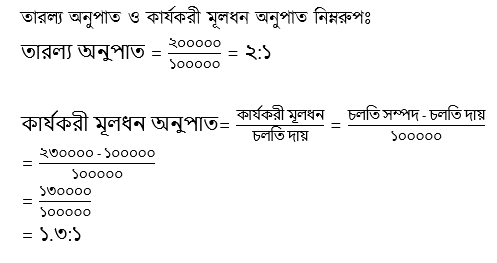 তারল্য অনুপাত ও কার্যকরী মূলধন অনুপাত নিম্নরুপঃ
তারল্য অনুপাত = ২০০০০০/১০০০০০ = ২:১
কার্যকরী মূলধন অনুপাত= কার্যকরী মূলধন/চলতি দায় = চলতি সম্পদ - চলতি দায়/১০০০০০
= ২৩০০০০ - ১০০০০০/১০০০০০
= ১৩০০০০/১০০০০০
= ১.৩:১